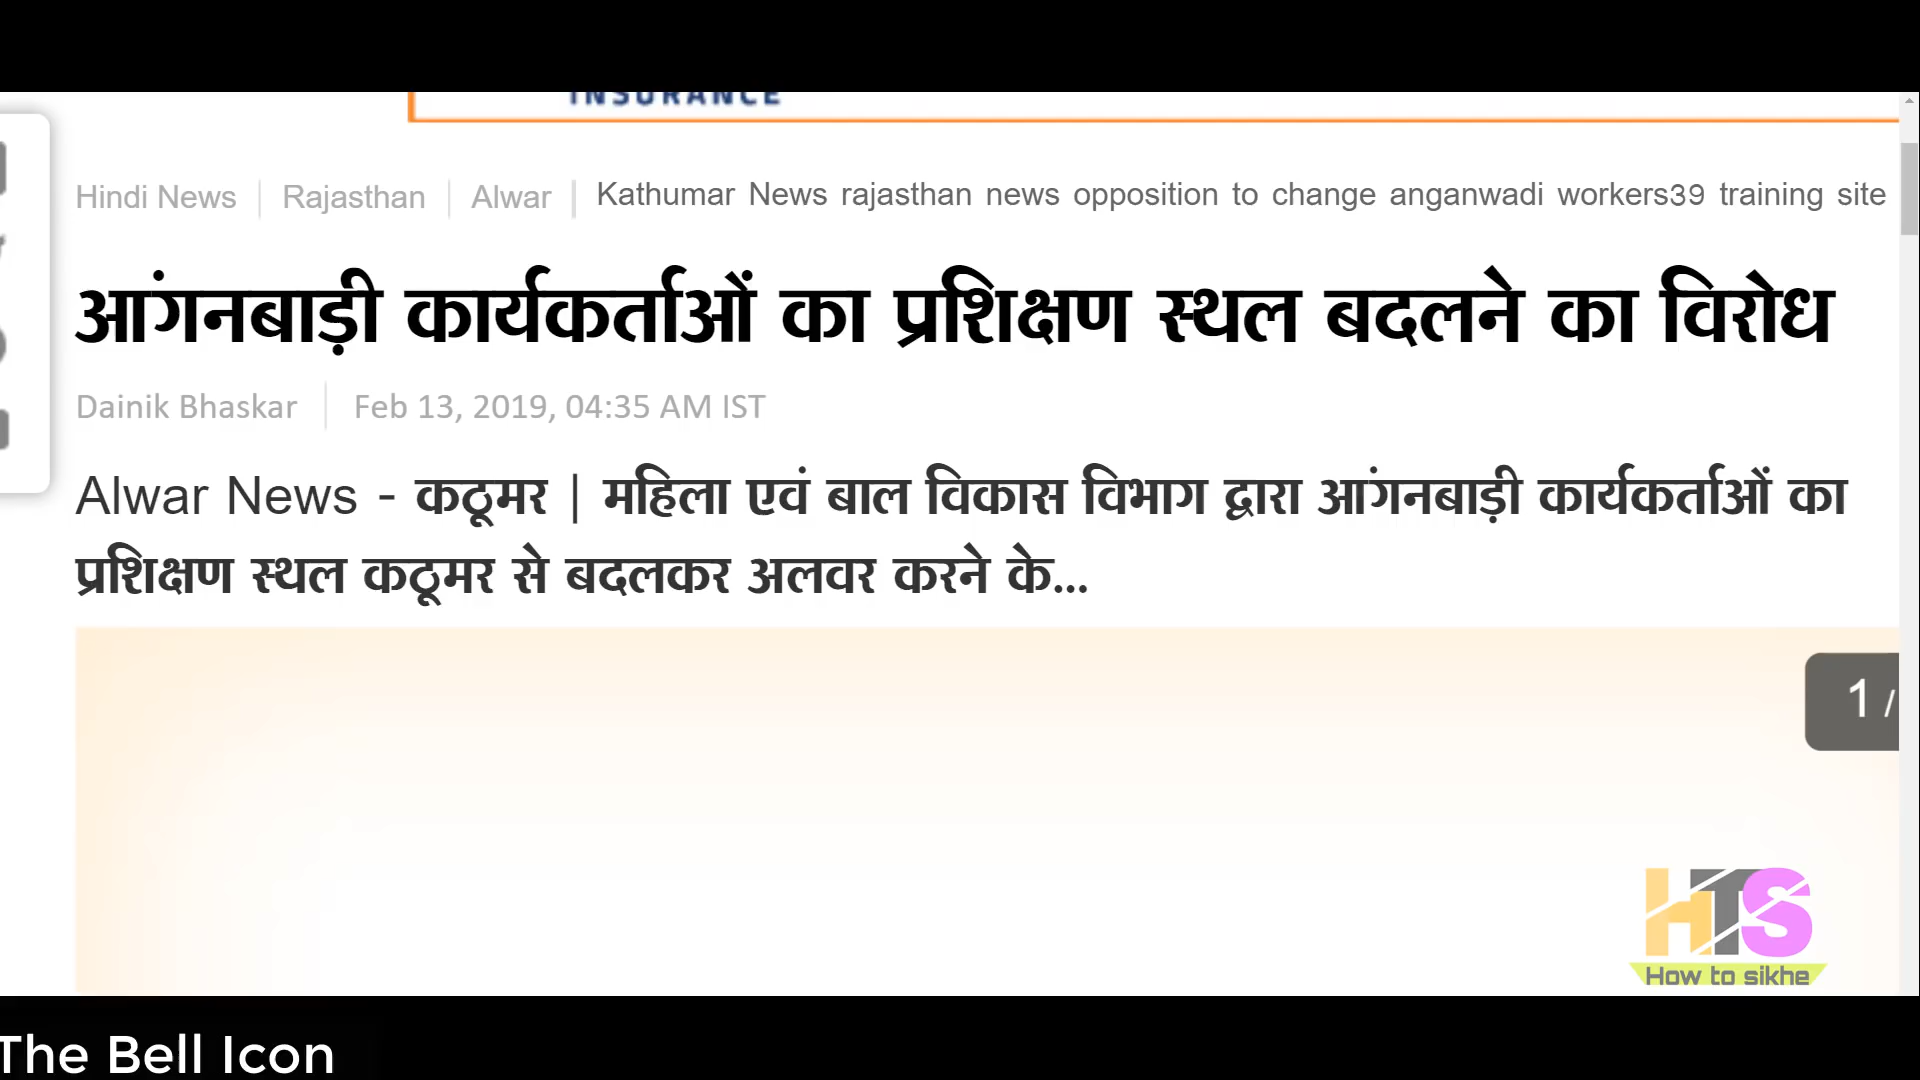 INSURANCE
Hindi News | Rajasthan | Alwar | Kathumar News rajasthan news opposition to change anganwadi workers39 training site
आंगनबाड़ी कार्यकर्ताओं का प्रशिक्षण स्थल बदलने का विरोध
Dainik Bhaskar | Feb 13, 2019, 04:35 AM IST
Alwar News - कठूमर | महिला एवं बाल विकास विभाग द्वारा आंगनबाड़ी कार्यकर्ताओं का
प्रशिक्षण स्थल कठूमर से बदलकर अलवर करने के...
1 /
HTS
How to sikhe
The Bell Icon